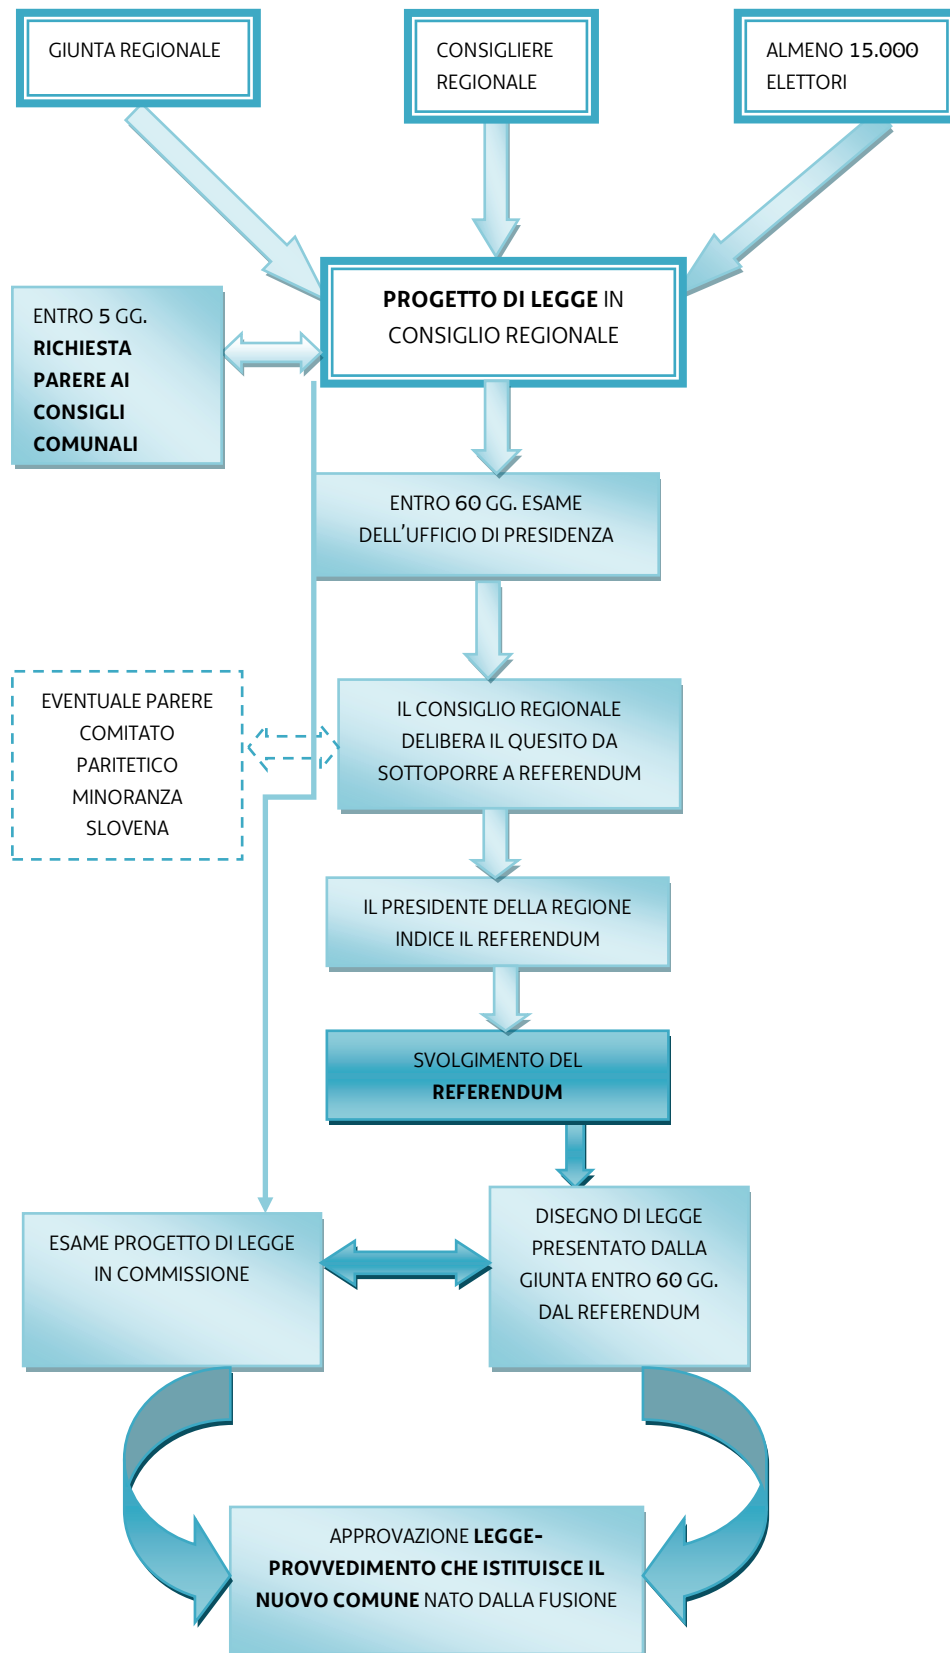 GIUNTA REGIONALE
CONSIGLIERE
REGIONALE
ALMENO 15.000
ELETTORI
PROGETTO DI LEGGE IN
CONSIGLIO REGIONALE
ENTRO 5 GG.
RICHIESTA
PARERE AI
CONSIGLI
COMUNALI
ENTRO 60 GG. ESAME
DELL'UFFICIO DI PRESIDENZA
EVENTUALE PARERE
COMITATO
PARITETICO
MINORANZA
SLOVENA
IL CONSIGLIO REGIONALE
DELIBERA IL QUESITO DA
SOTTOPORRE A REFERENDUM
IL PRESIDENTE DELLA REGIONE
INDICE IL REFERENDUM
SVOLGIMENTO DEL
REFERENDUM
ESAME PROGETTO DI LEGGE
IN COMMISSIONE
DISEGNO DI LEGGE
PRESENTATO DALLA
GIUNTA ENTRO 60 GG.
DAL REFERENDUM
APPROVAZIONE LEGGE-
PROVVEDIMENTO CHE ISTITUISCE IL
NUOVO COMUNE NATO DALLA FUSIONE